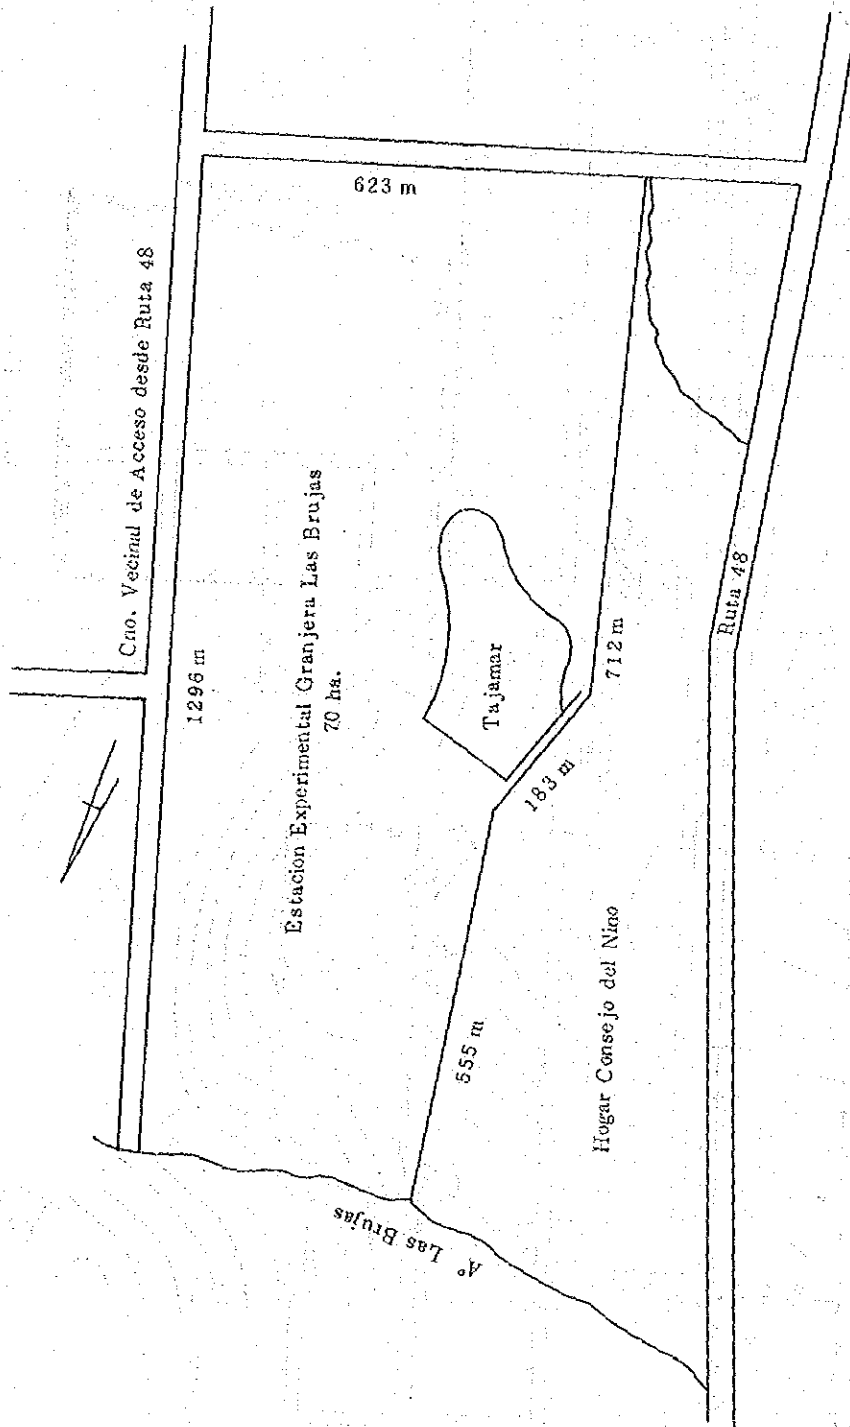 623 m
Cno. Vecinal de Acceso desde Ruta 48
1296 m
Estacion Experimental Granjera Las Brujas
70 ha.
Tajamar
712 m
183 m
Ruta 48
555 m
Hogar Consejo del Nino
A° Las Brujas